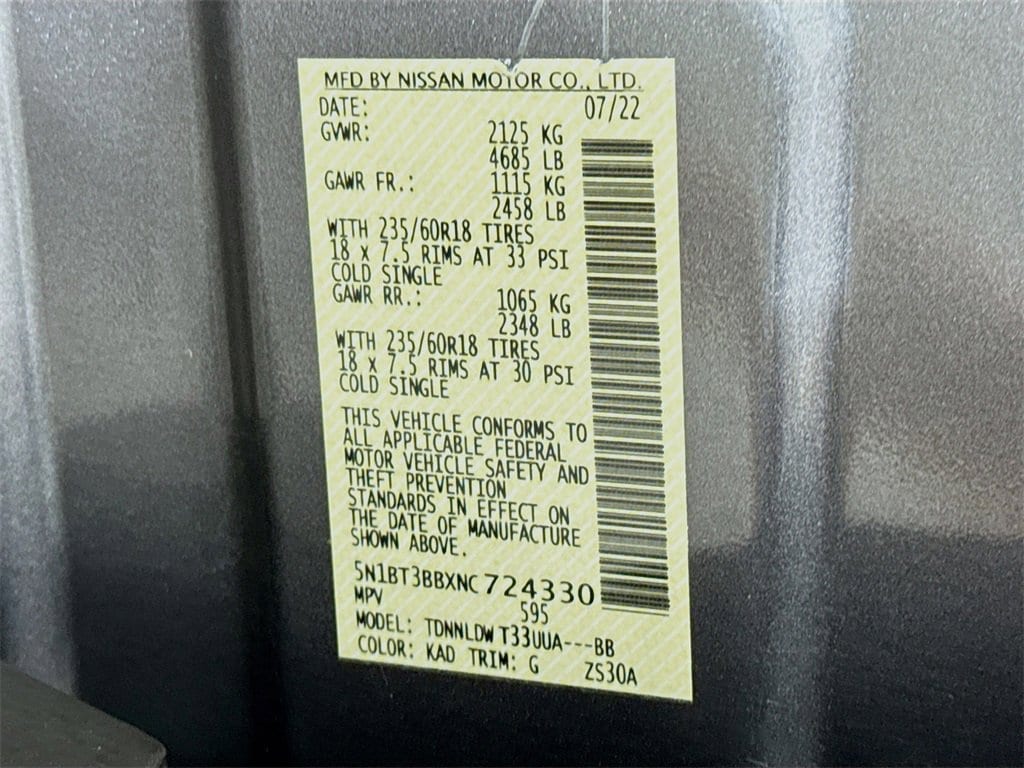 MFD BY NISSAN MOTOR CO., LTD.
DATE: 07/22
GVWR: 2125 KG
4685 LB
GAWR FR.: 1115 KG
2458 LB
WITH 235/60R18 TIRES
18 X 7.5 RIMS AT 33 PSI
COLD SINGLE
GAWR RR.: 1065 KG
2348 LB
WITH 235/60R18 TIRES
18 X 7.5 RIMS AT 30 PSI
COLD SINGLE
THIS VEHICLE CONFORMS TO
ALL APPLICABLE FEDERAL
MOTOR VEHICLE SAFETY AND
THEFT PREVENTION
STANDARDS IN EFFECT ON
THE DATE OF MANUFACTURE
SHOWN ABOVE.
5N1BT3BBXNC724330
MPV 595
MODEL: TDNNLDW T33UUA---BB
COLOR: KAD TRIM: G ZS30A